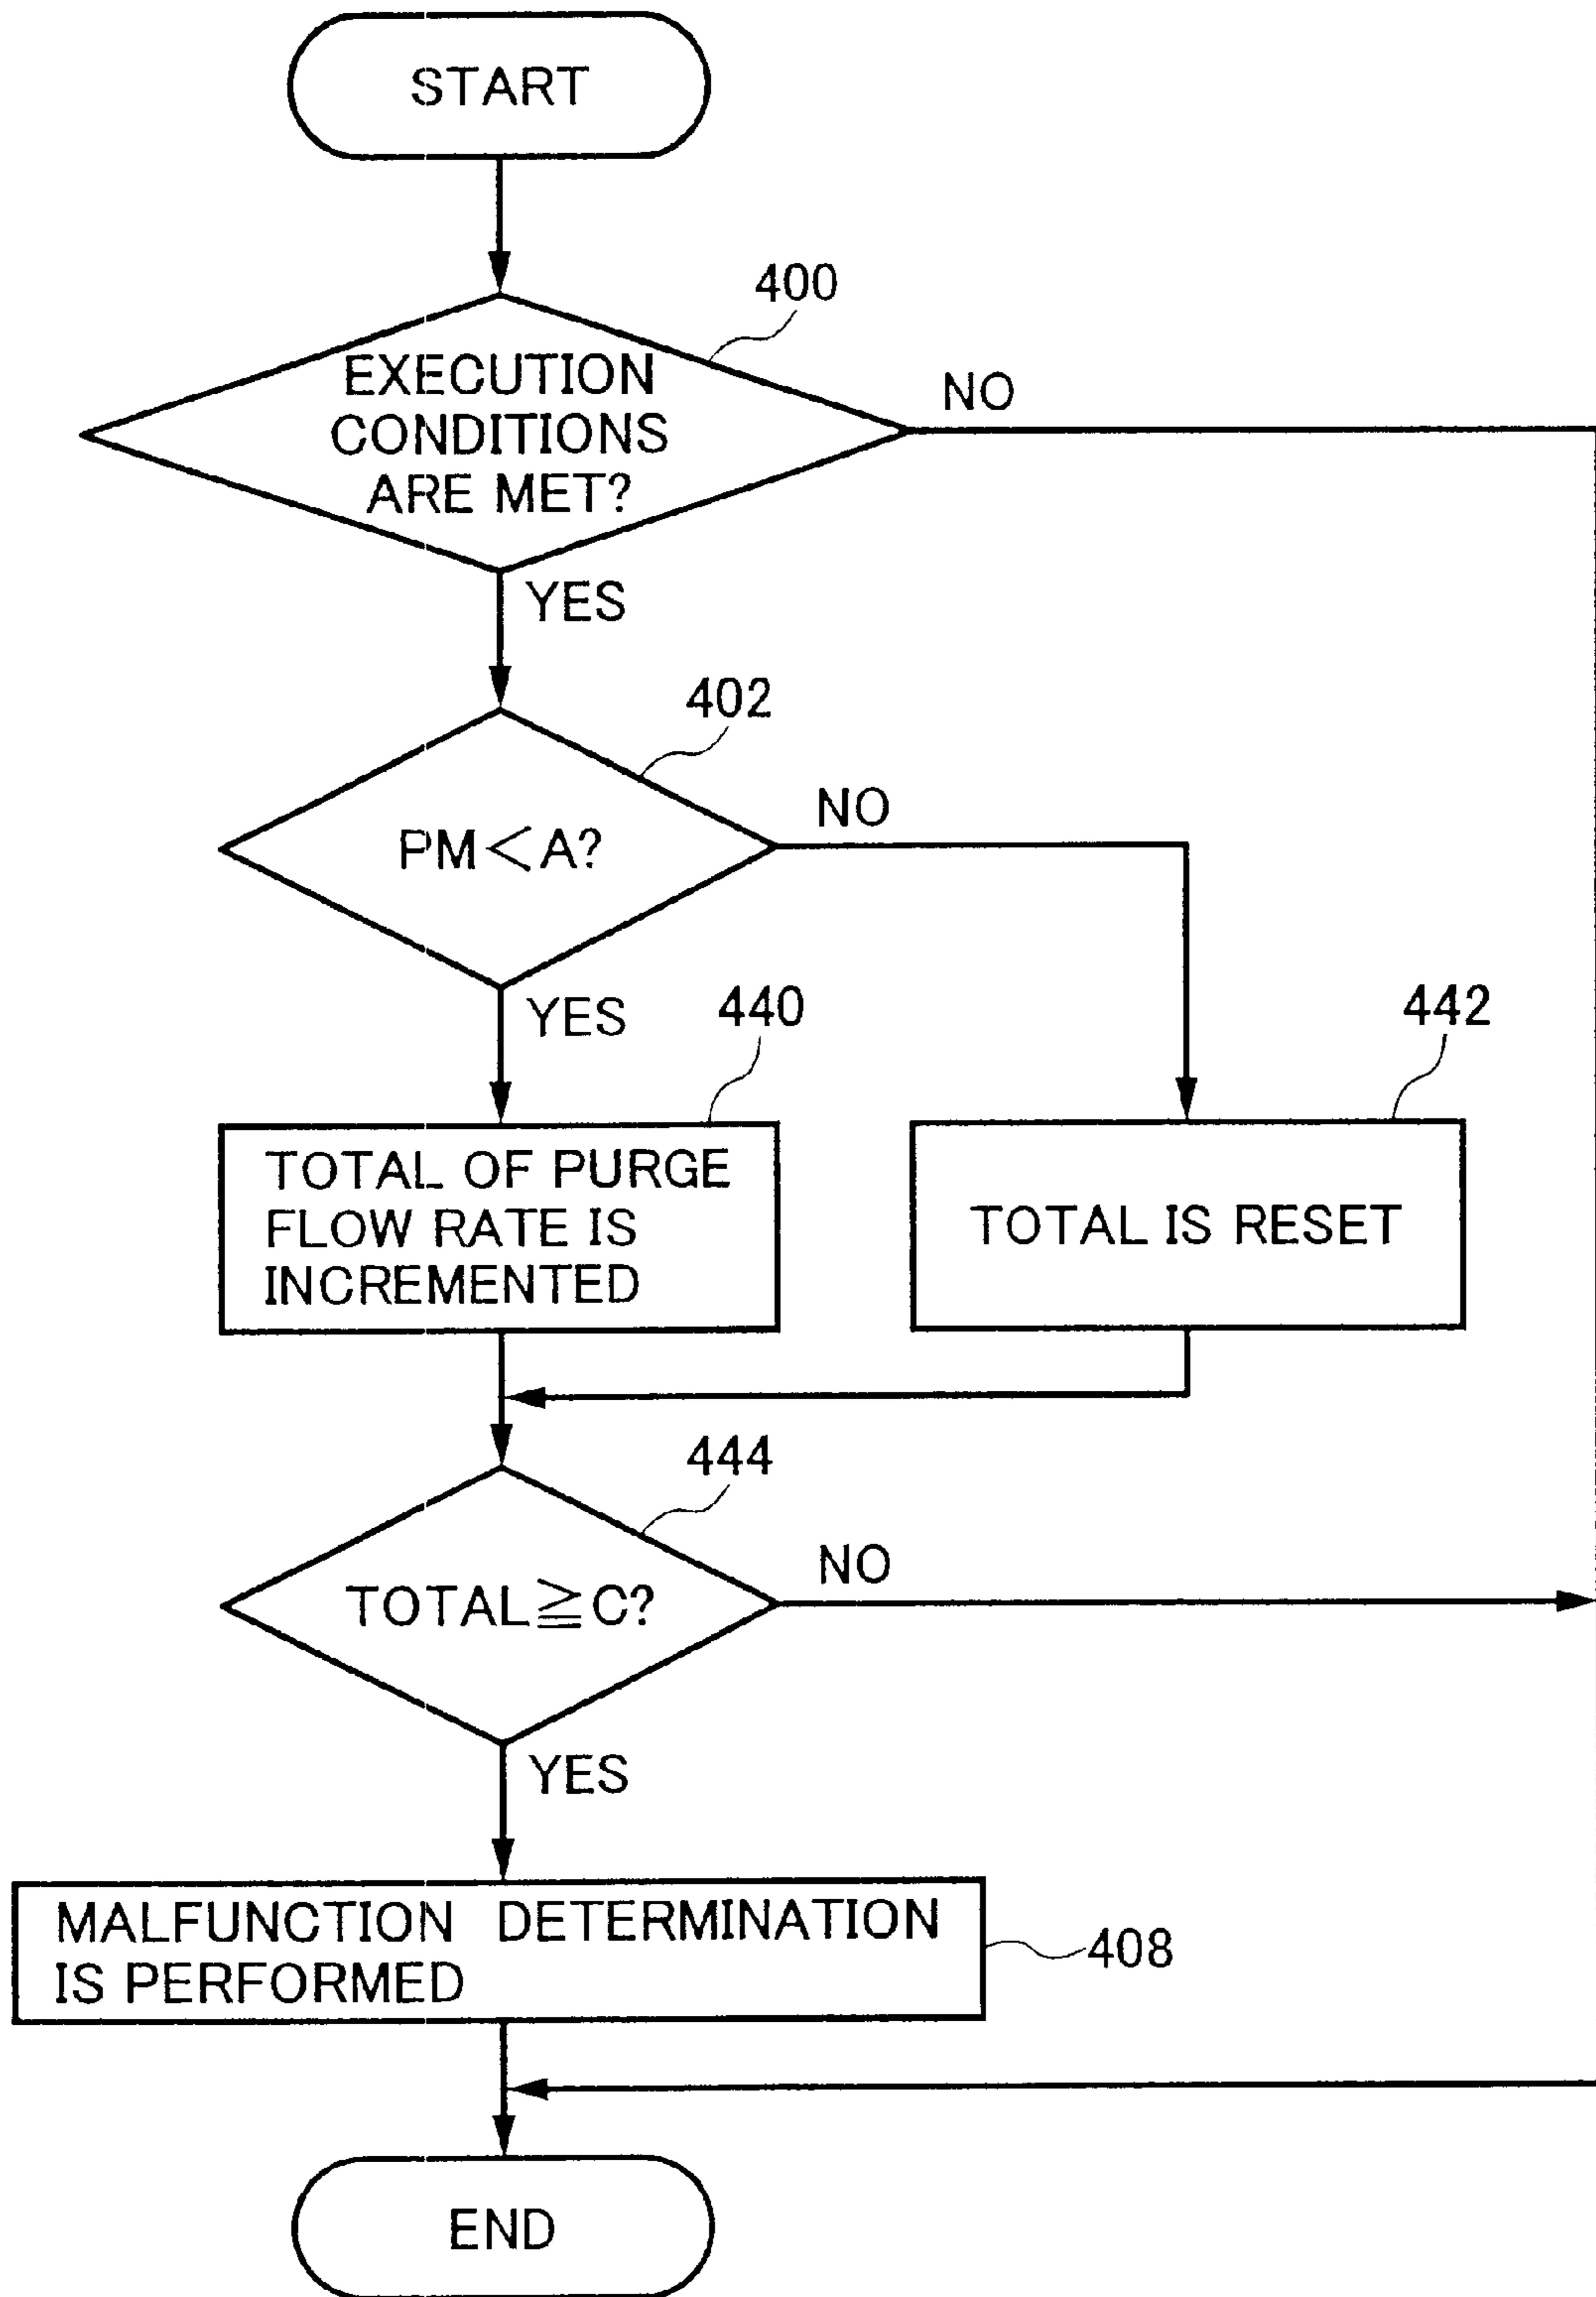 START
400
EXECUTION
CONDITIONS
ARE MET?
NO
YES
402
PM<A?
NO
YES
440
442
TOTAL OF PURGE
FLOW RATE IS
INCREMENTED
TOTAL IS RESET
444
TOTAL≧C?
NO
YES
MALFUNCTION DETERMINATION
IS PERFORMED
408
END